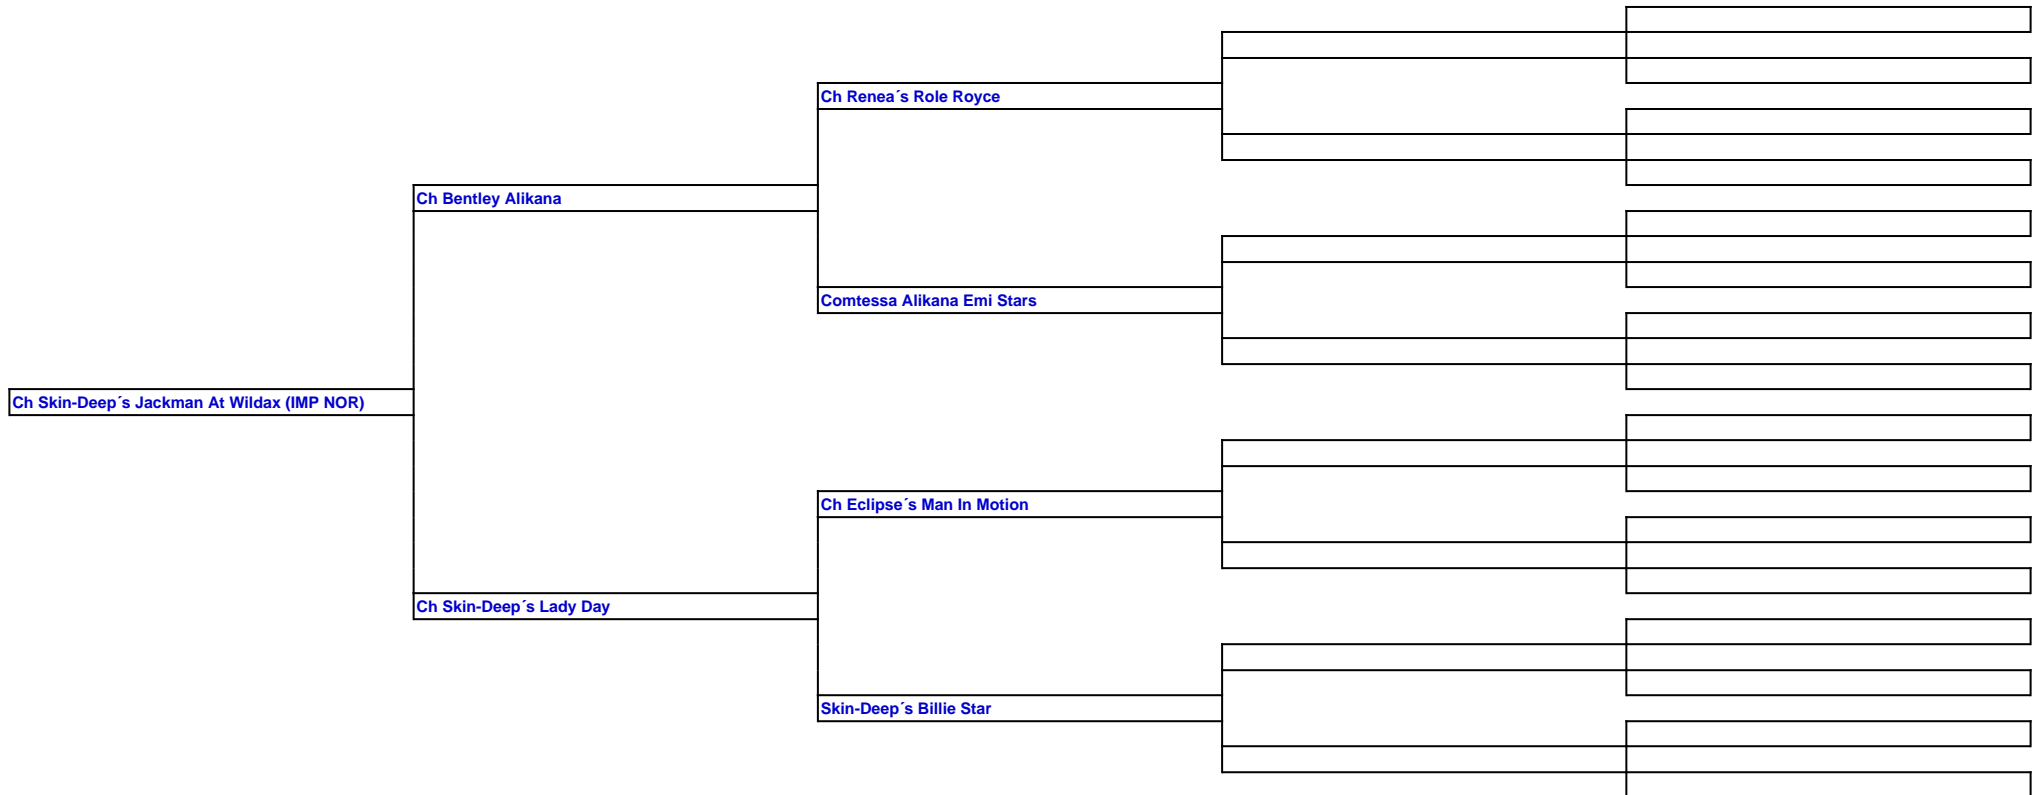 Ch Renea´s Role Royce
Ch Bentley Alikana
Comtessa Alikana Emi Stars
Ch Skin-Deep´s Jackman At Wildax (IMP NOR)
Ch Eclipse´s Man In Motion
Ch Skin-Deep´s Lady Day
Skin-Deep´s Billie Star